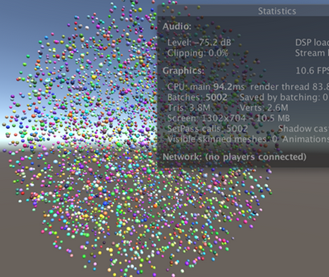 Statistics
Audio:
Level: -75.2 dB DSP loa
Clipping: 0.0% Stream l
Graphics: 10.6 FPS
CPU: main 94.2ms render thread 83.8
Batches: 5002 Saved by batching: 0
Tris: 3.8M Verts: 2.6M
Screen: 1302x704 - 10.5 MB
SetPass calls: 5002 Shadow cas
Visible skinned meshes: 0 Animations
Network: (no players connected)